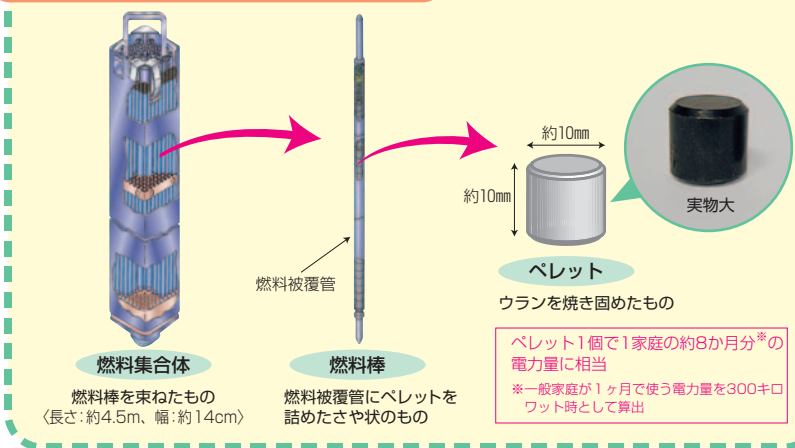 約10㎜
約10㎜
実物大
燃料被覆管
ペレット
ウランを焼き固めたもの
ペレット1個で1家庭の約8か月分※の
電力量に相当
※一般家庭が1ヶ月で使う電力量を300キロ
ワット時として算出
燃料集合体
燃料棒を束ねたもの
〈長さ:約4.5m、幅:約14cm〉
燃料棒
燃料被覆管にペレットを
詰めたさや状のもの